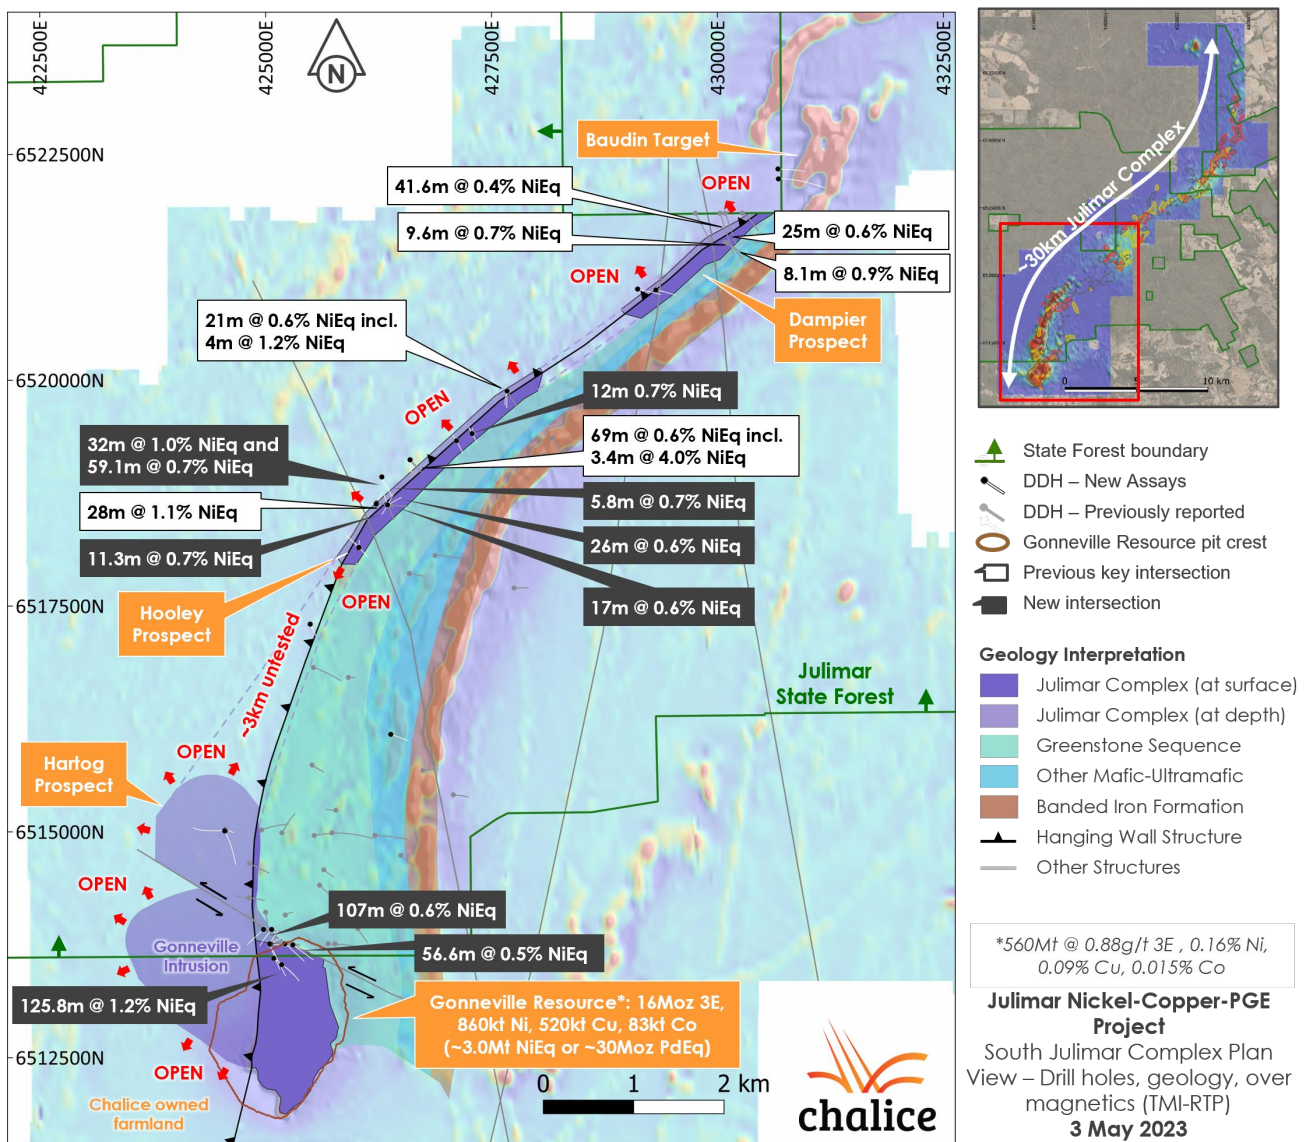 422500E
425000E
427500E
430000E
432500E
N
6522500N
6520000N
6517500N
6515000N
6512500N
Baudin Target
OPEN
41.6m @ 0.4% NiEq
9.6m @ 0.7% NiEq
25m @ 0.6% NiEq
8.1m @ 0.9% NiEq
OPEN
Dampier
Prospect
21m @ 0.6% NiEq incl.
4m @ 1.2% NiEq
OPEN
12m 0.7% NiEq
32m @ 1.0% NiEq and
59.1m @ 0.7% NiEq
69m @ 0.6% NiEq incl.
3.4m @ 4.0% NiEq
28m @ 1.1% NiEq
5.8m @ 0.7% NiEq
11.3m @ 0.7% NiEq
26m @ 0.6% NiEq
17m @ 0.6% NiEq
Hooley
Prospect
OPEN
~3km untested
Julimar
State Forest
Hartog
Prospect
OPEN
OPEN
107m @ 0.6% NiEq
Gonneville
Intrusion
56.6m @ 0.5% NiEq
125.8m @ 1.2% NiEq
Gonneville Resource*: 16Moz 3E,
860kt Ni, 520kt Cu, 83kt Co
(~3.0Mt NiEq or ~30Moz PdEq)
OPEN
Chalice owned
farmland
0 1 2 km
chalice
~30km Julimar Complex
0 5 10 km
State Forest boundary
DDH – New Assays
DDH – Previously reported
Gonneville Resource pit crest
Previous key intersection
New intersection
Geology Interpretation
Julimar Complex (at surface)
Julimar Complex (at depth)
Greenstone Sequence
Other Mafic-Ultramafic
Banded Iron Formation
Hanging Wall Structure
Other Structures
*560Mt @ 0.88g/t 3E , 0.16% Ni,
0.09% Cu, 0.015% Co
Julimar Nickel-Copper-PGE
Project
South Julimar Complex Plan
View – Drill holes, geology, over
magnetics (TMI-RTP)
3 May 2023